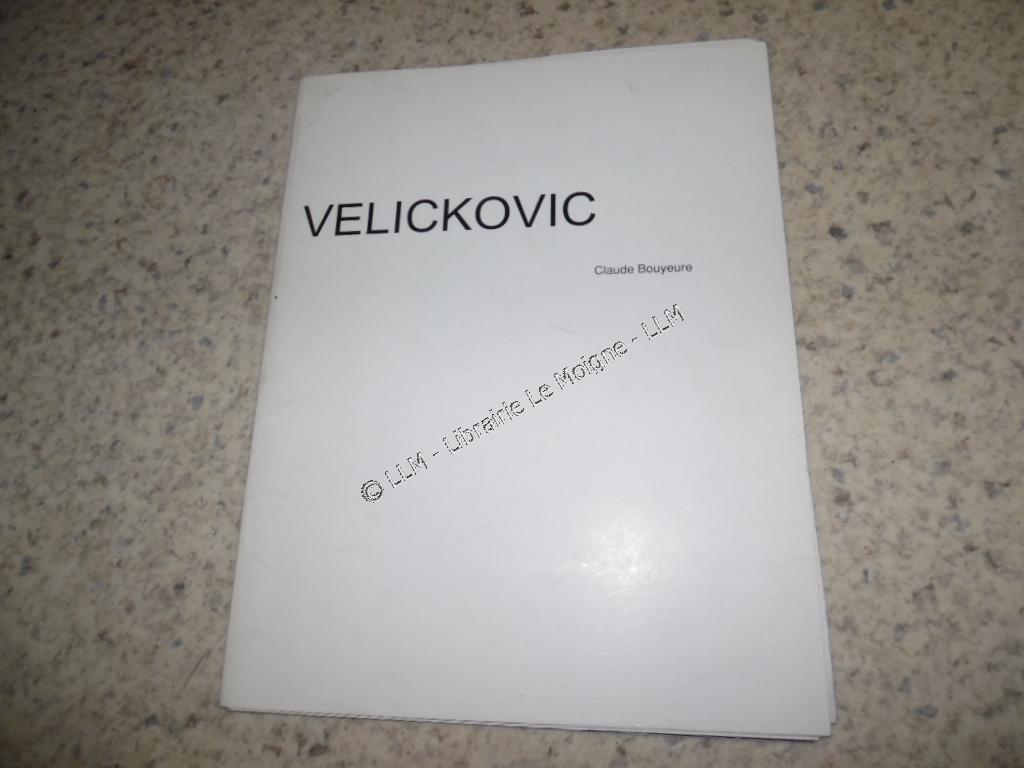 VELICKOVIC
Claude Bouyeure
© LLM - Librairie Le Moigne - LLM